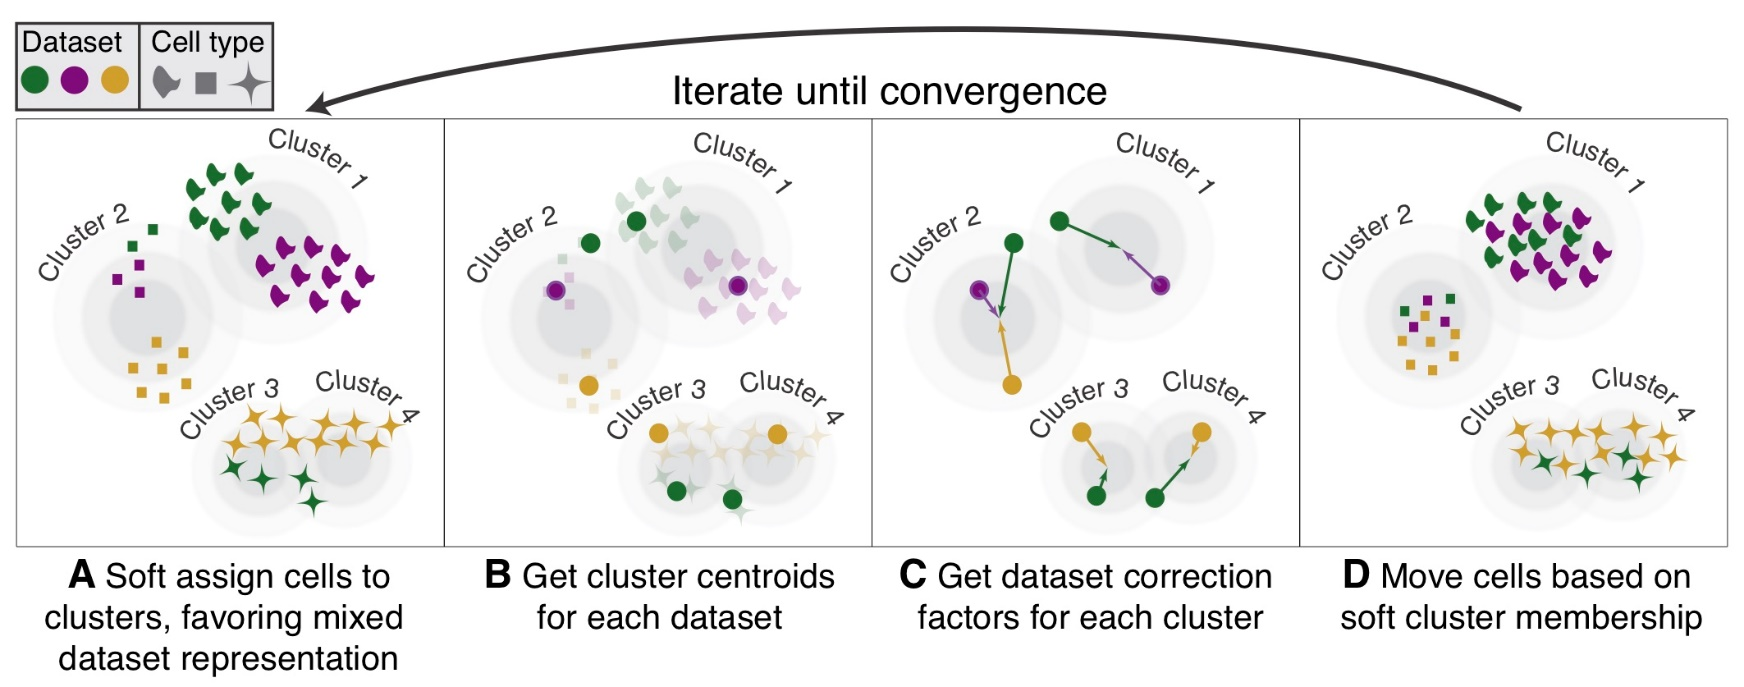 Dataset
Cell type
Iterate until convergence
Cluster 1
Cluster 2
Cluster 3
Cluster 4
Cluster 1
Cluster 2
Cluster 3
Cluster 4
Cluster 1
Cluster 2
Cluster 3
Cluster 4
Cluster 1
Cluster 2
Cluster 3
Cluster 4
A Soft assign cells to
clusters, favoring mixed
dataset representation
B Get cluster centroids
for each dataset
C Get dataset correction
factors for each cluster
D Move cells based on
soft cluster membership